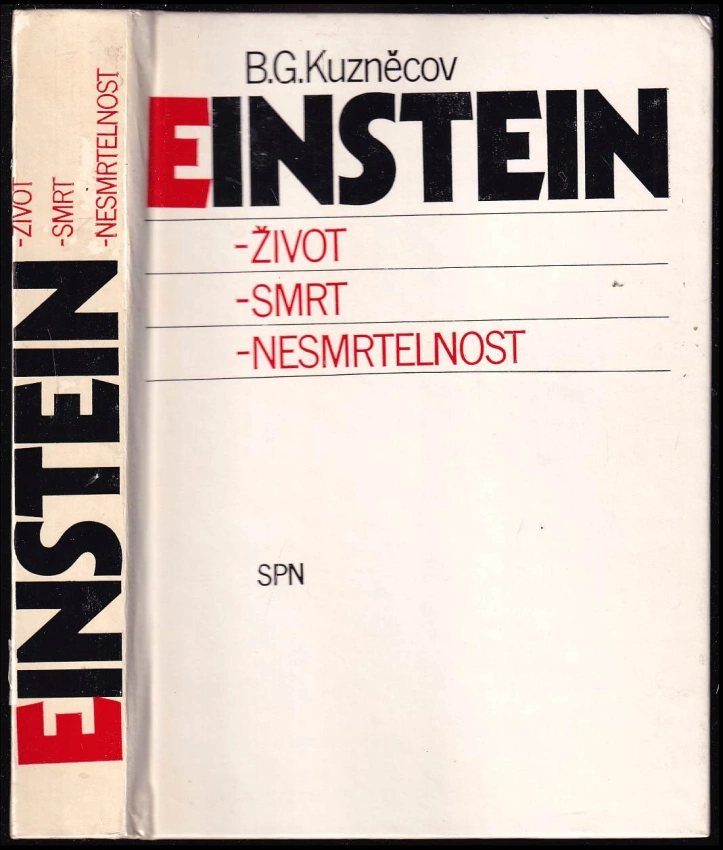 B.G.Kuzněcov
EINSTEIN
-ŽIVOT
-SMRT
-NESMRTELNOST
SPN
EINSTEIN
-ŽIVOT
-SMRT
-NESMRTELNOST